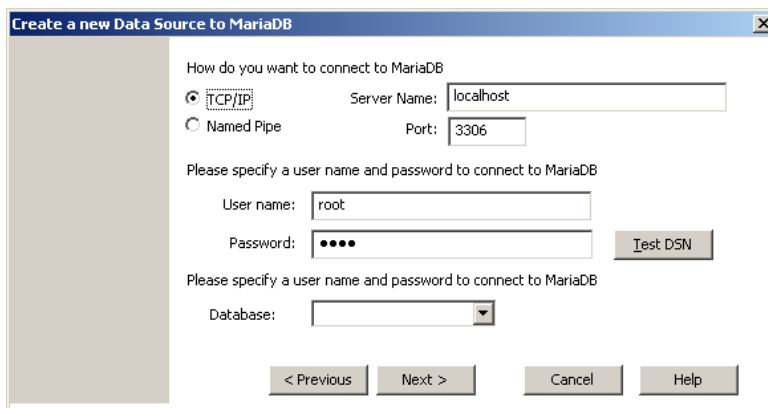 Create a new Data Source to MariaDB
How do you want to connect to MariaDB
TCP/IP Server Name: localhost
Named Pipe Port: 3306
Please specify a user name and password to connect to MariaDB
User name: root
Password: ●●●● Test DSN
Please specify a user name and password to connect to MariaDB
Database:
< Previous Next > Cancel Help